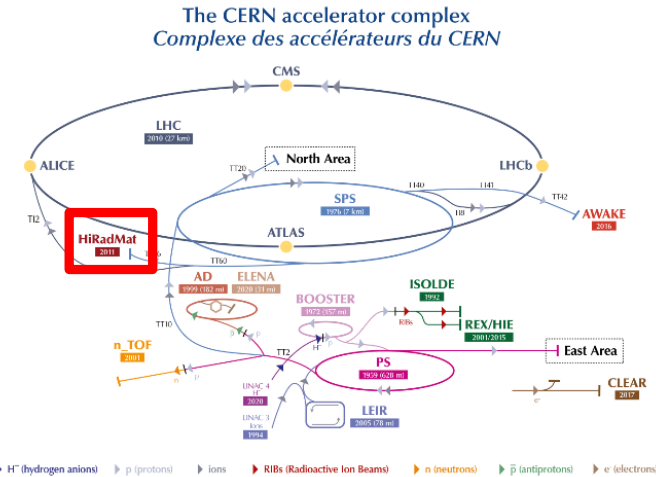 The CERN accelerator complex
Complexe des accélérateurs du CERN
CMS
LHC
2010 (27 km)
ALICE
TT20
North Area
LHCb
TT40
TT41
SPS
1976 (7 km)
TI8
TT42
AWAKE
2016
TI2
HiRadMat
2011
ATLAS
TT60
AD
1999 (182 m)
ELENA
2020 (31 m)
ISOLDE
1992
BOOSTER
1972 (157 m)
RIBs
REX/HIE
2001/2015
TT10
p
p
H⁻
p
n_TOF
2001
TT2
East Area
PS
1959 (628 m)
n
p
LINAC 4
H⁻
2020
CLEAR
2017
e⁻
LINAC 3
Ions
1994
LEIR
2005 (78 m)
H⁻ (hydrogen anions)
p (protons)
ions
RIBs (Radioactive Ion Beams)
n (neutrons)
p̅ (antiprotons)
e⁻ (electrons)